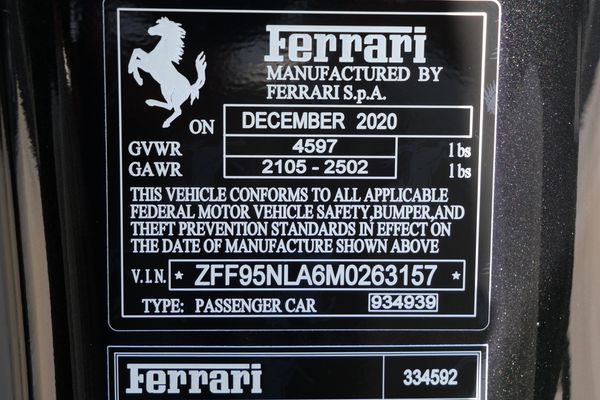 Ferrari
MANUFACTURED BY
FERRARI S.p.A.
ON DECEMBER 2020
GVWR 4597 lbs
GAWR 2105 - 2502 lbs
THIS VEHICLE CONFORMS TO ALL APPLICABLE
FEDERAL MOTOR VEHICLE SAFETY,BUMPER,AND
THEFT PREVENTION STANDARDS IN EFFECT ON
THE DATE OF MANUFACTURE SHOWN ABOVE
V.I.N. * ZFF95NLA6M0263157 *
TYPE: PASSENGER CAR 934939
Ferrari 334592